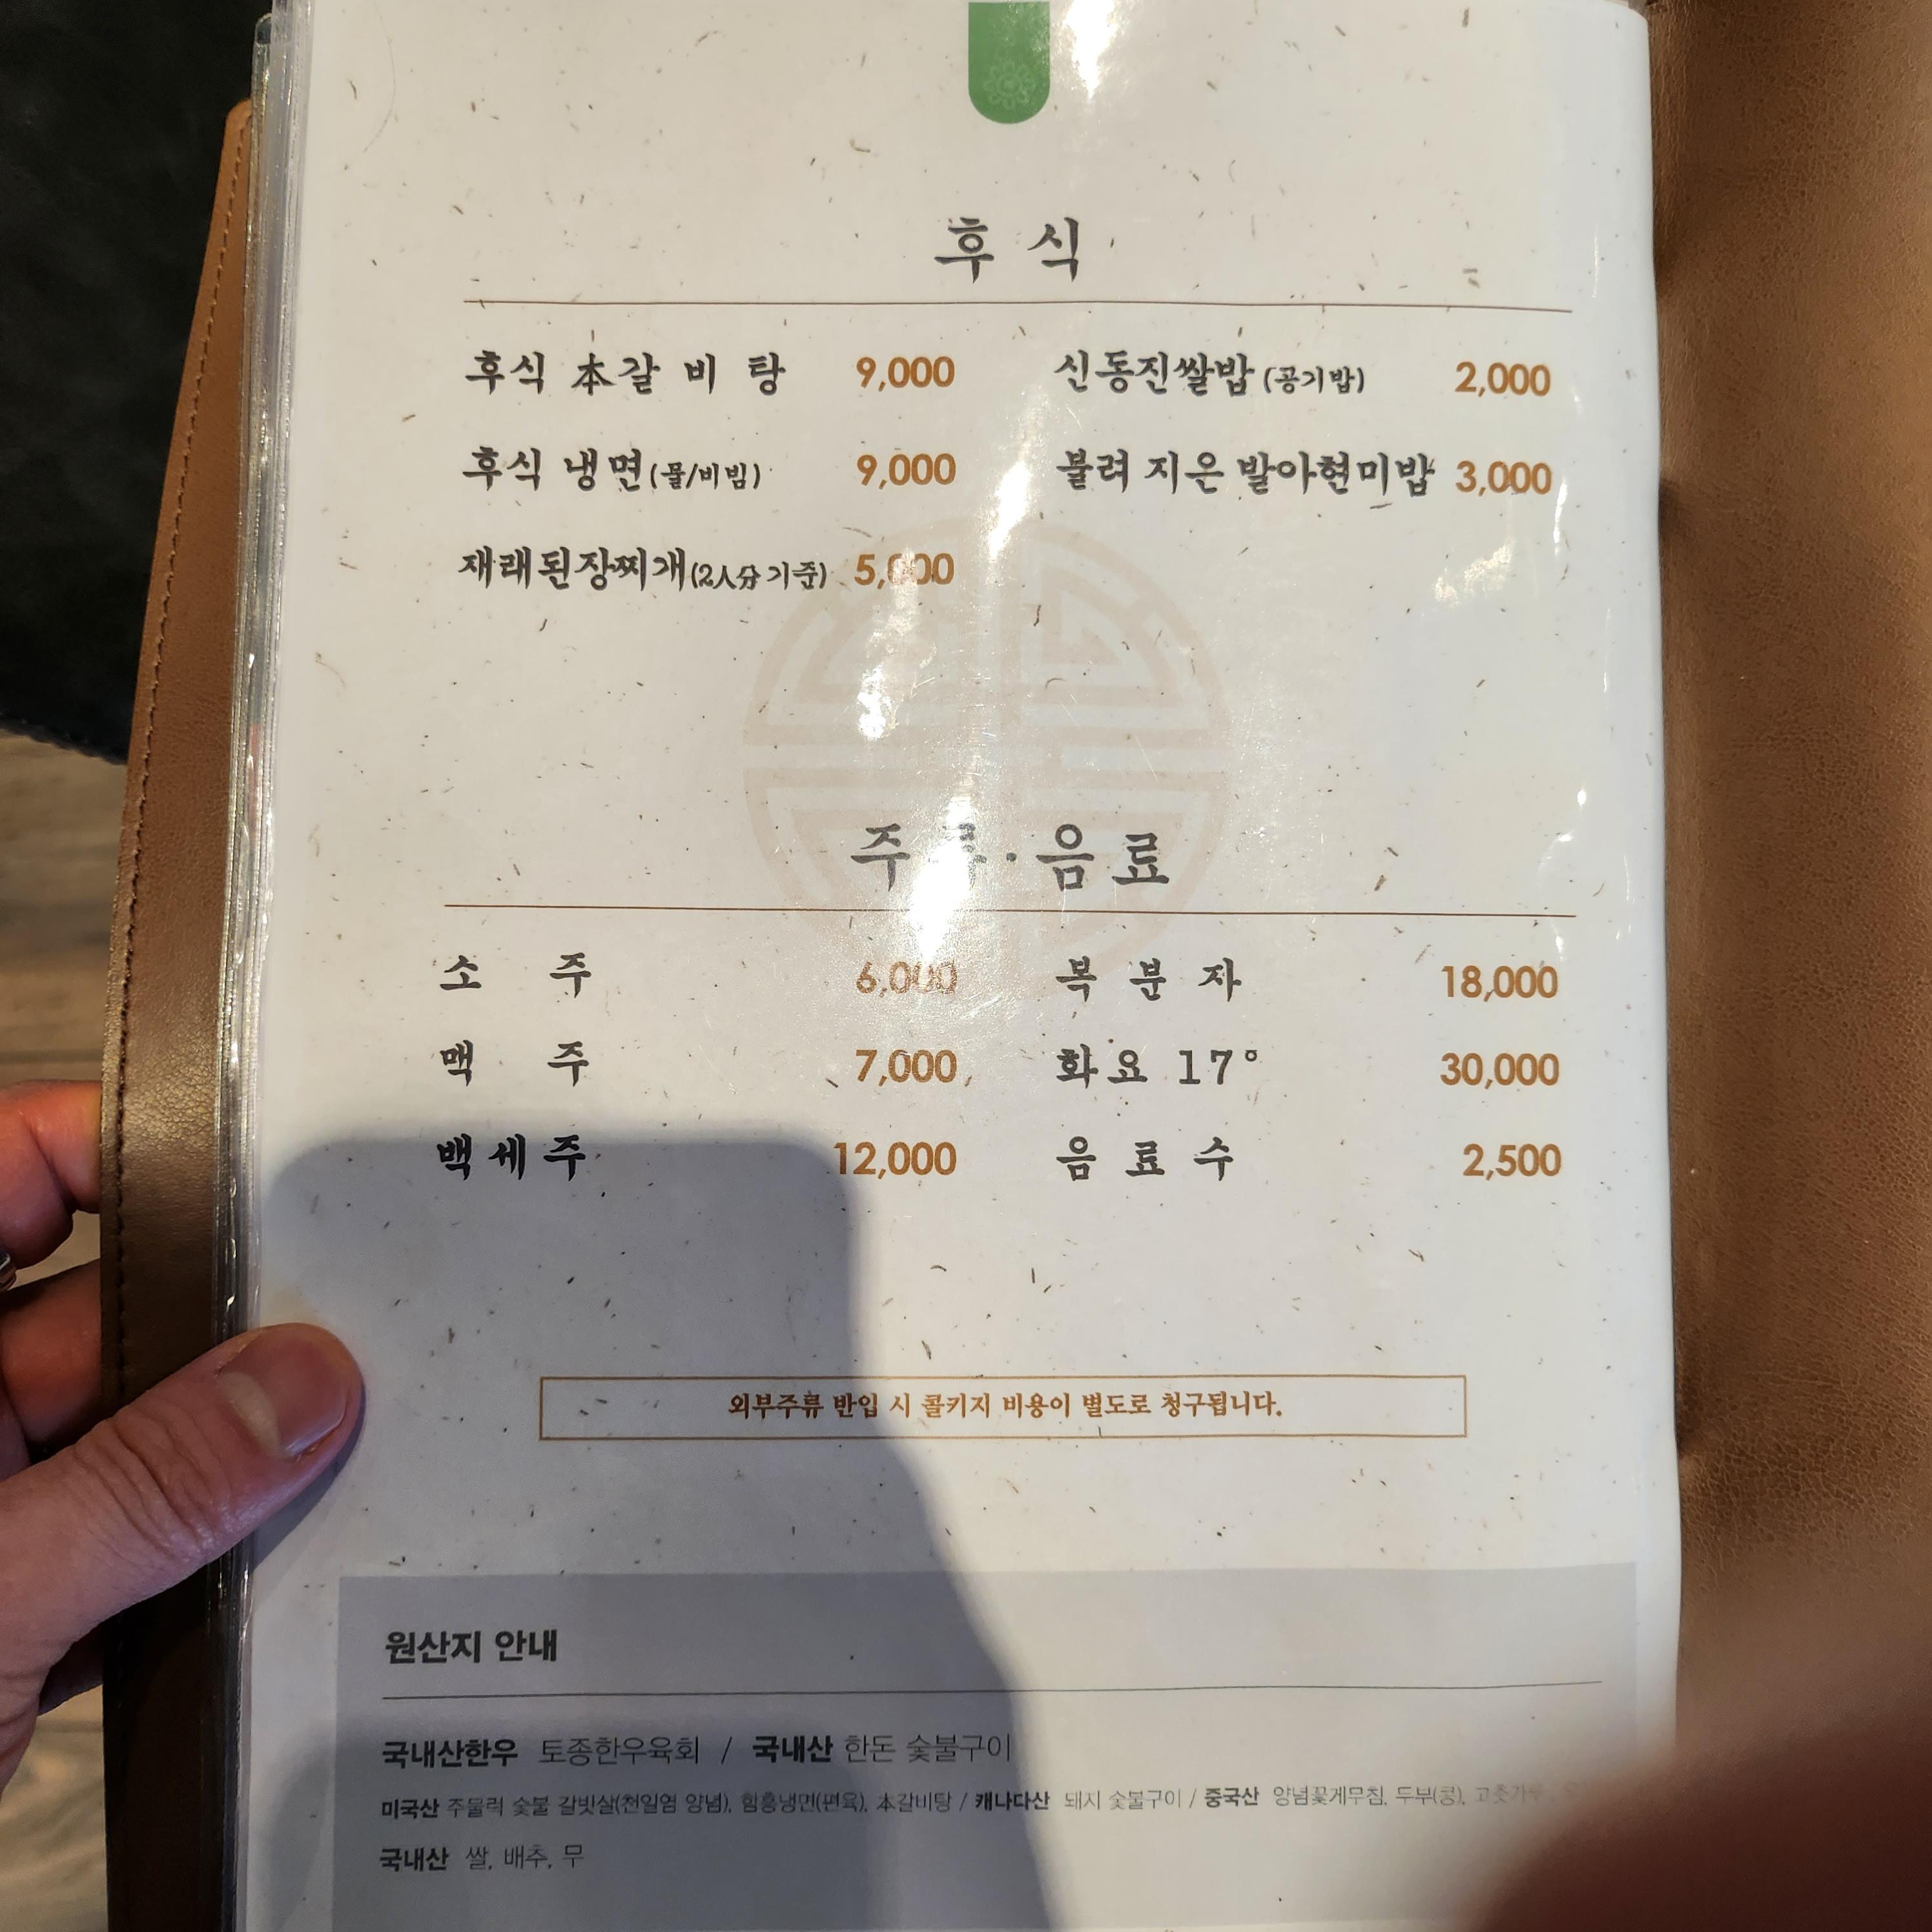 후식
후식 本갈비탕 9,000 신동진쌀밥 (공기밥) 2,000
후식 냉면(물/비빔) 9,000 불려 지은 발아현미밥 3,000
재래된장찌개(2人分 기준) 5,000
주류·음료
소주 6,000 복분자 18,000
맥주 7,000 화요 17° 30,000
백세주 12,000 음료수 2,500
외부주류 반입 시 콜키지 비용이 별도로 청구됩니다.
원산지 안내
국내산한우 토종한우육회 / 국내산 한돈 숯불구이
미국산 주물럭 숯불 갈빗살(천일염 양념), 함흥냉면(편육), 本갈비탕 / 캐나다산 돼지 숯불구이 / 중국산 양념꽃게무침, 두부(콩), 고춧가루
국내산 쌀, 배추, 무